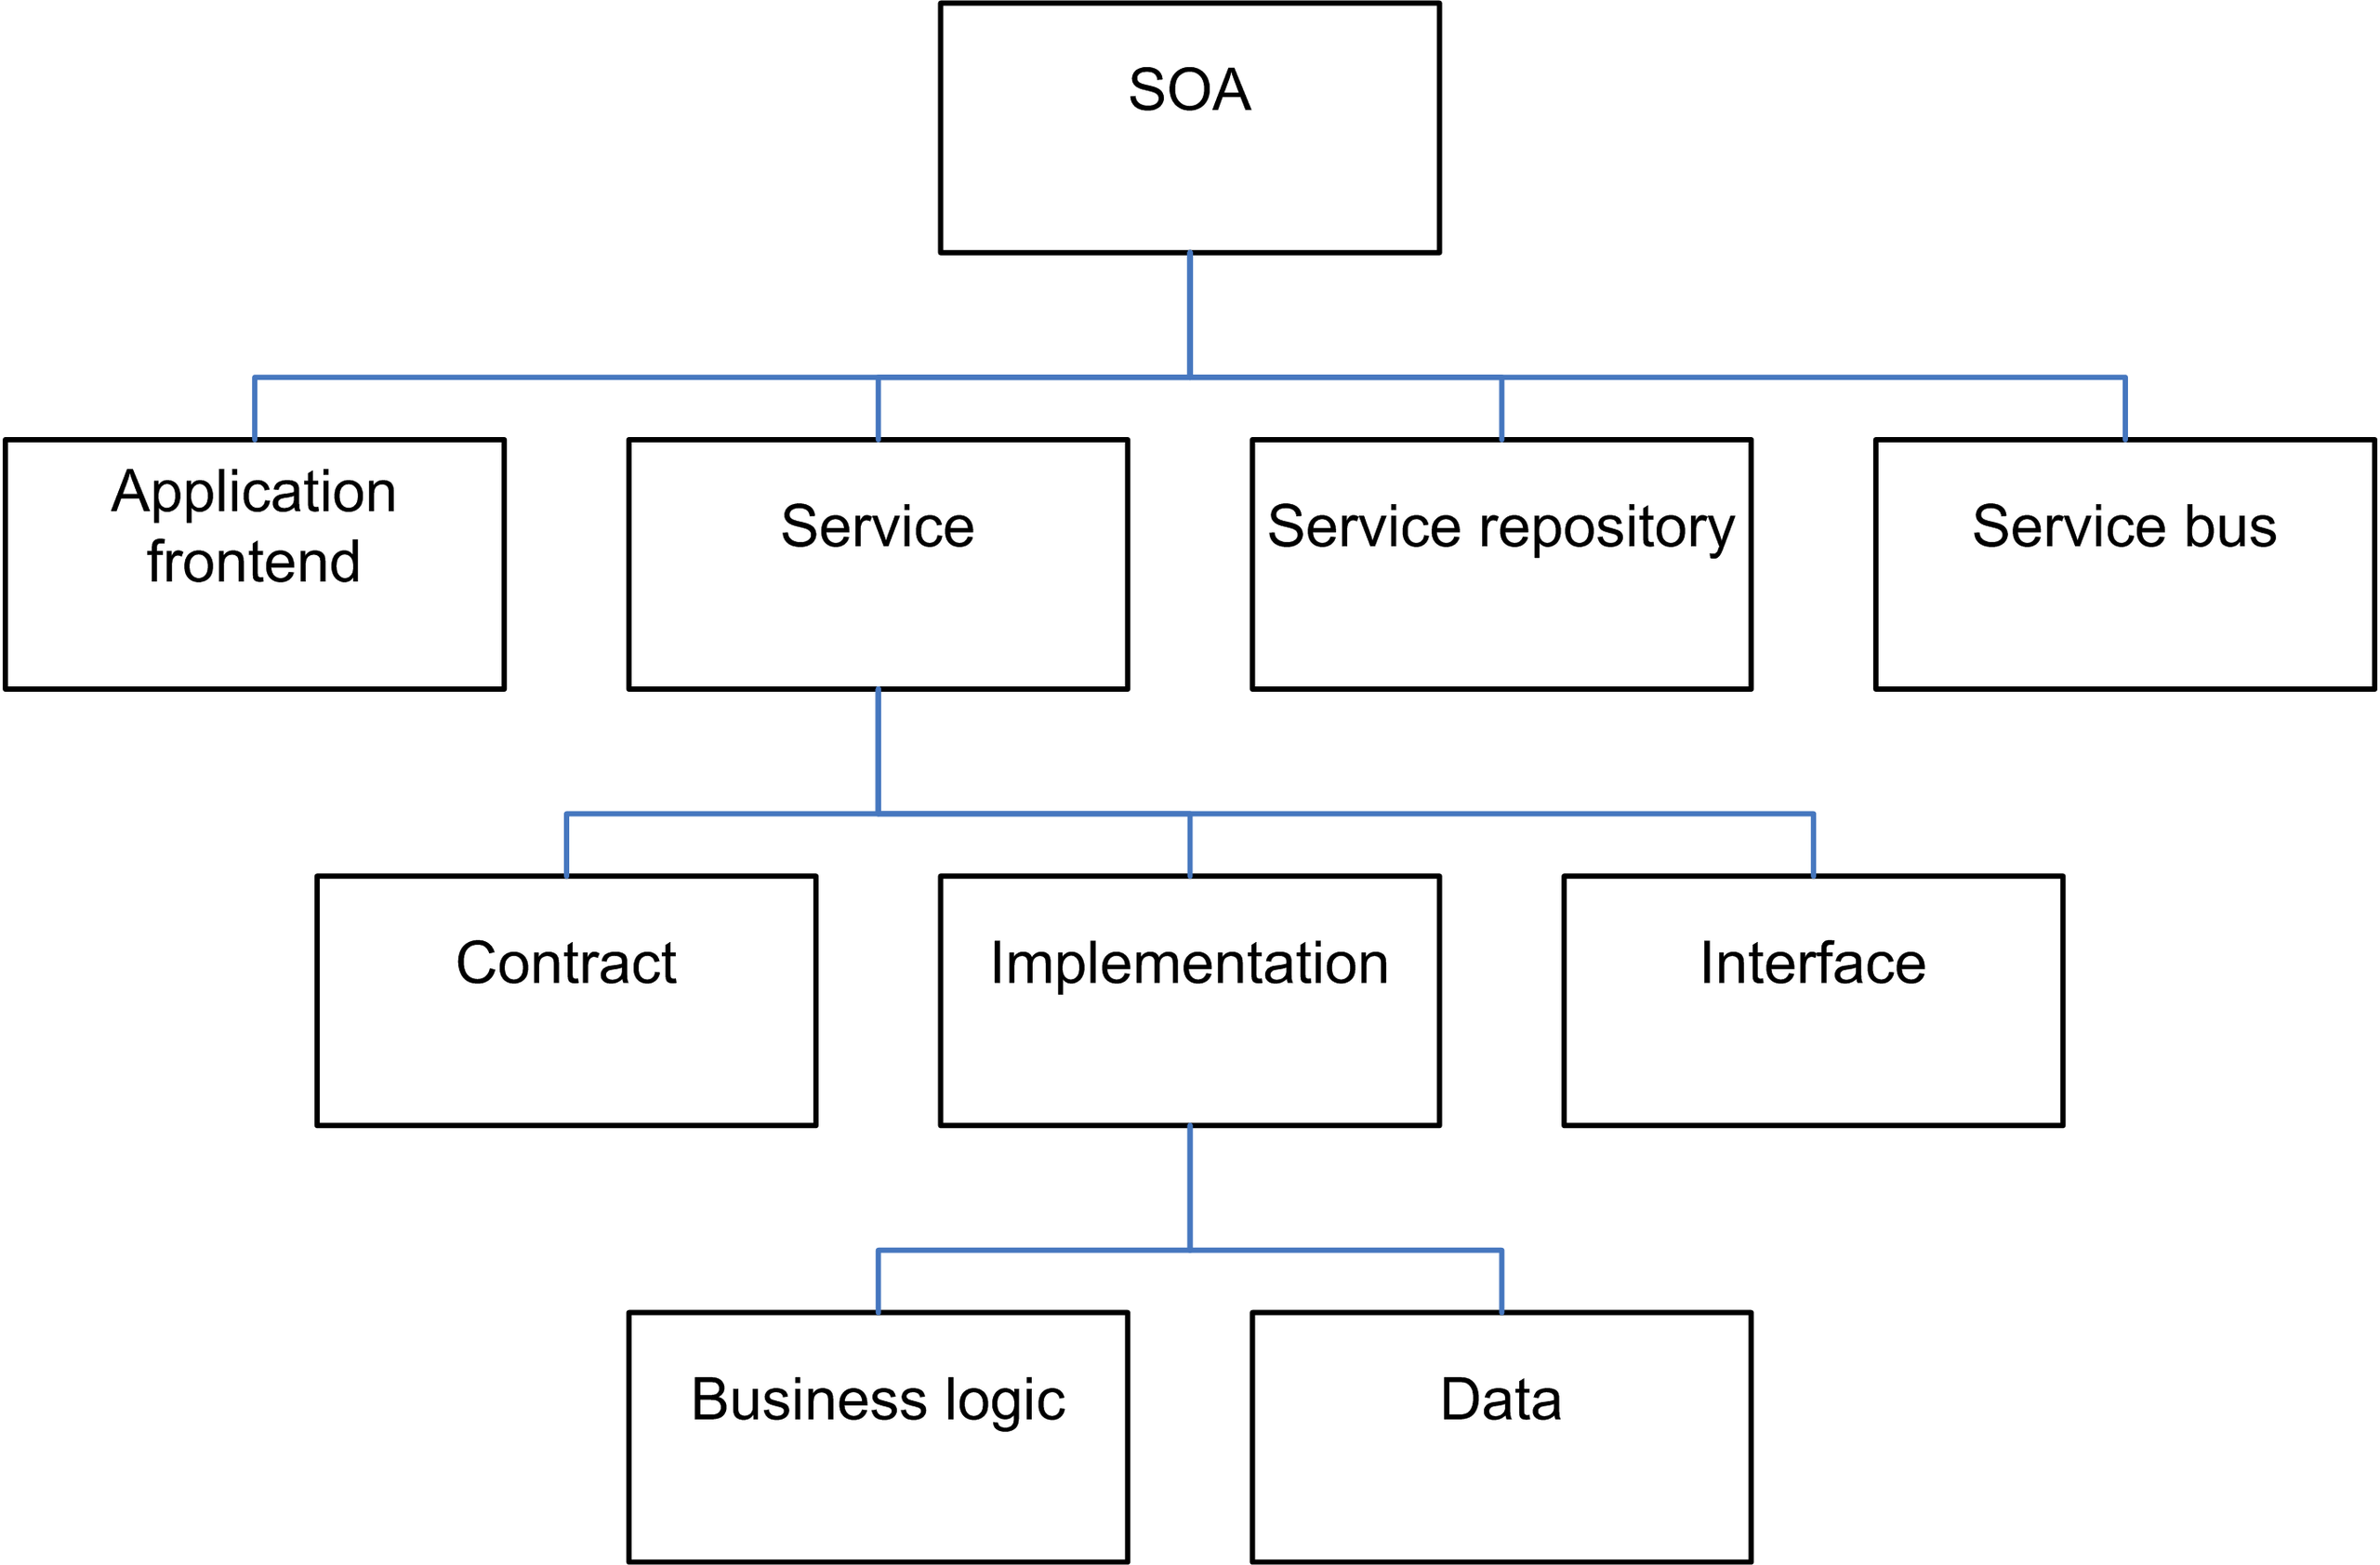 SOA
Application
frontend
Service
Service repository
Service bus
Contract
Implementation
Interface
Business logic
Data